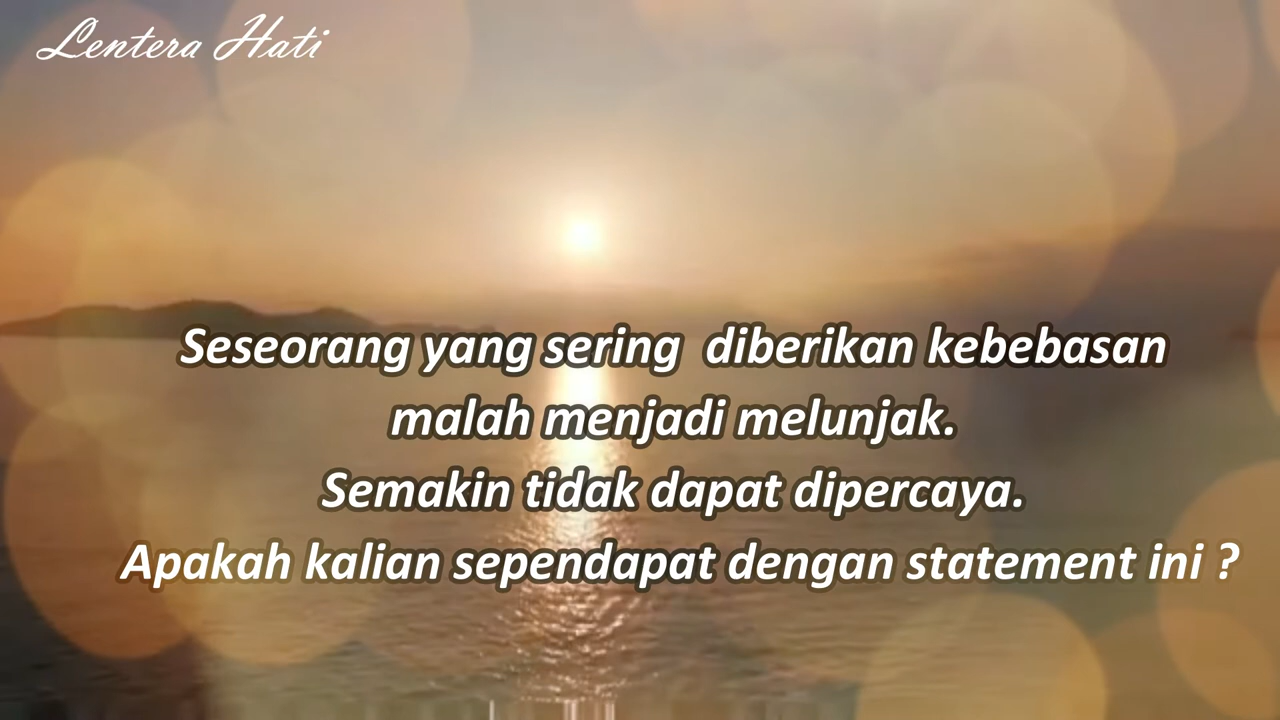 Lentera Hati
Seseorang yang sering  diberikan kebebasan
malah menjadi melunjak.
Semakin tidak dapat dipercaya.
Apakah kalian sependapat dengan statement ini ?